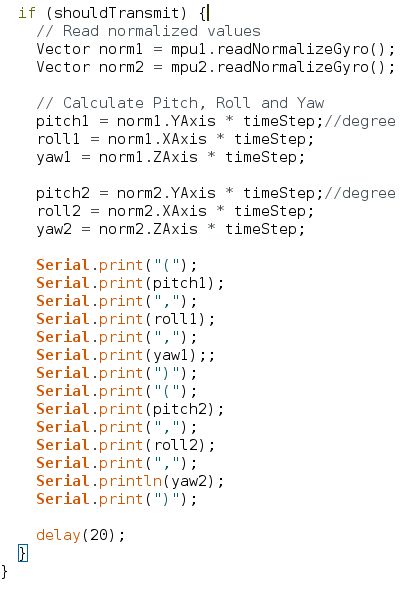 if (shouldTransmit) {
// Read normalized values
Vector norm1 = mpu1.readNormalizeGyro();
Vector norm2 = mpu2.readNormalizeGyro();
// Calculate Pitch, Roll and Yaw
pitch1 = norm1.YAxis * timeStep;//degree
roll1 = norm1.XAxis * timeStep;
yaw1 = norm1.ZAxis * timeStep;
pitch2 = norm2.YAxis * timeStep;//degree
roll2 = norm2.XAxis * timeStep;
yaw2 = norm2.ZAxis * timeStep;
Serial.print("(");
Serial.print(pitch1);
Serial.print(",");
Serial.print(roll1);
Serial.print(",");
Serial.print(yaw1);;
Serial.print(")");
Serial.print("(");
Serial.print(pitch2);
Serial.print(",");
Serial.print(roll2);
Serial.print(",");
Serial.println(yaw2);
Serial.print(")");
delay(20);
}
}